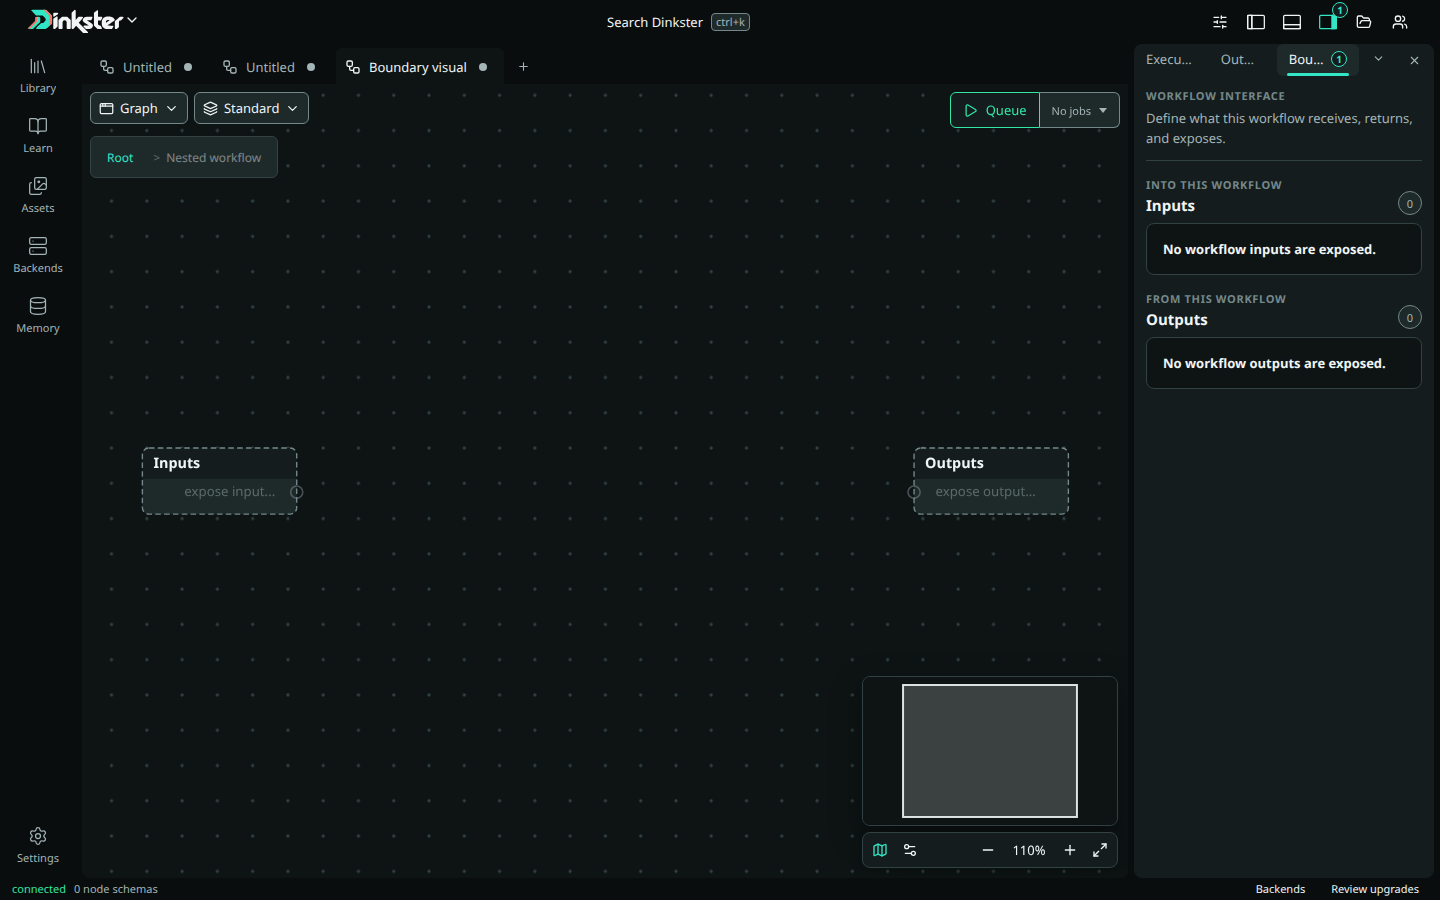 Dinkster
Search Dinkster ctrl+k
1
Library
Learn
Assets
Backends
Memory
Settings
Untitled
Untitled
Boundary visual
Graph
Standard
Queue
No jobs
Root > Nested workflow
Inputs
expose input...
Outputs
expose output...
110%
Execu...
Out...
Bou... 1
WORKFLOW INTERFACE
Define what this workflow receives, returns,
and exposes.
INTO THIS WORKFLOW
Inputs 0
No workflow inputs are exposed.
FROM THIS WORKFLOW
Outputs 0
No workflow outputs are exposed.
connected 0 node schemas
Backends
Review upgrades